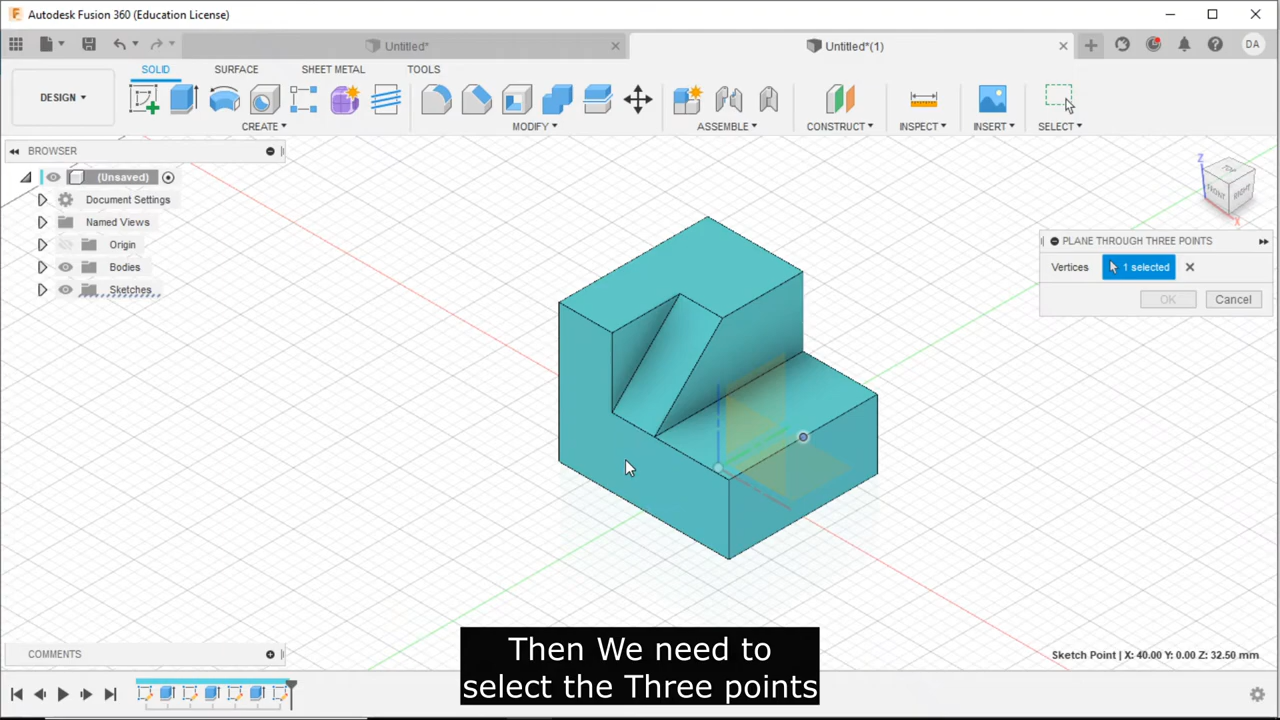 Autodesk Fusion 360 (Education License)
Untitled*
Untitled*(1)
DA
SOLID
SURFACE
SHEET METAL
TOOLS
DESIGN
CREATE
MODIFY
ASSEMBLE
CONSTRUCT
INSPECT
INSERT
SELECT
BROWSER
(Unsaved)
Document Settings
Named Views
Origin
Bodies
Sketches
Z
FRONT
RIGHT
X
PLANE THROUGH THREE POINTS
Vertices
1 selected
OK
Cancel
COMMENTS
Then We need to
select the Three points
Sketch Point | X: 40.00 Y: 0.00 Z: 32.50 mm